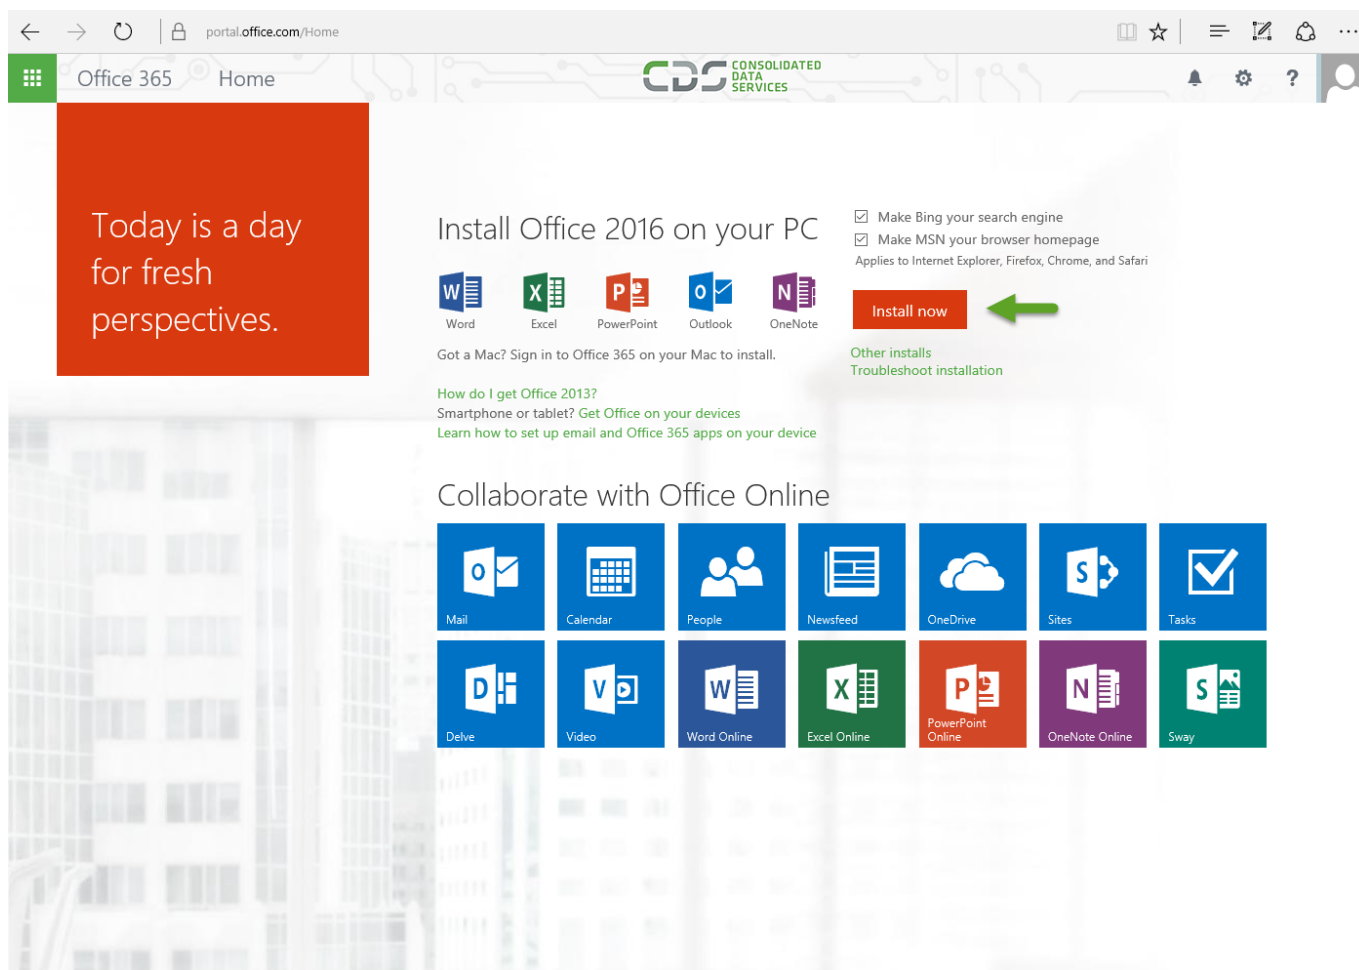 portal.office.com/Home
Office 365
Home
CDS
CONSOLIDATED
DATA
SERVICES
?
Today is a day
for fresh
perspectives.
Install Office 2016 on your PC
Word
Excel
PowerPoint
Outlook
OneNote
Got a Mac? Sign in to Office 365 on your Mac to install.
How do I get Office 2013?
Smartphone or tablet? Get Office on your devices
Learn how to set up email and Office 365 apps on your device
Make Bing your search engine
Make MSN your browser homepage
Applies to Internet Explorer, Firefox, Chrome, and Safari
Install now
Other installs
Troubleshoot installation
Collaborate with Office Online
Mail
Calendar
People
Newsfeed
OneDrive
Sites
Tasks
Delve
Video
Word Online
Excel Online
PowerPoint
Online
OneNote Online
Sway